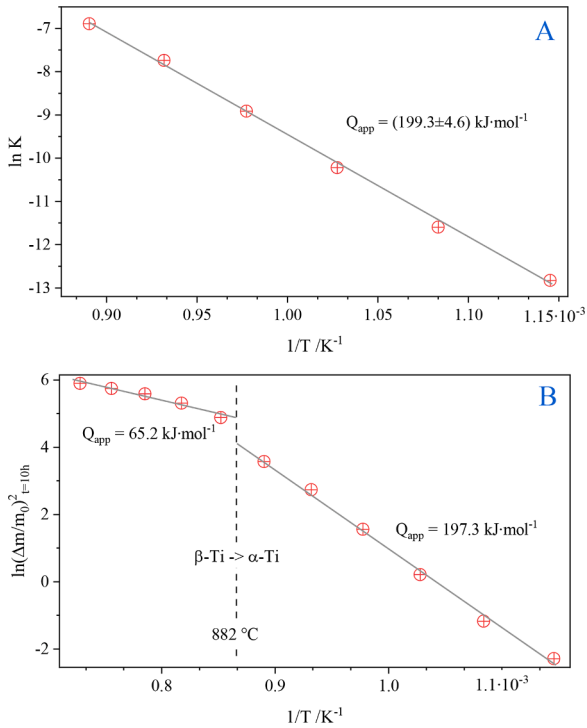 A
-7
-8
-9
-10
-11
-12
-13
ln K
Qapp = (199.3±4.6) kJ·mol⁻¹
0.90 0.95 1.00 1.05 1.10 1.15·10⁻³
1/T /K⁻¹
B
6
4
2
0
-2
ln(Δm/m₀)²t=10h
Qapp = 65.2 kJ·mol⁻¹
Qapp = 197.3 kJ·mol⁻¹
β-Ti -> α-Ti
882 °C
0.8 0.9 1.0 1.1·10⁻³
1/T /K⁻¹